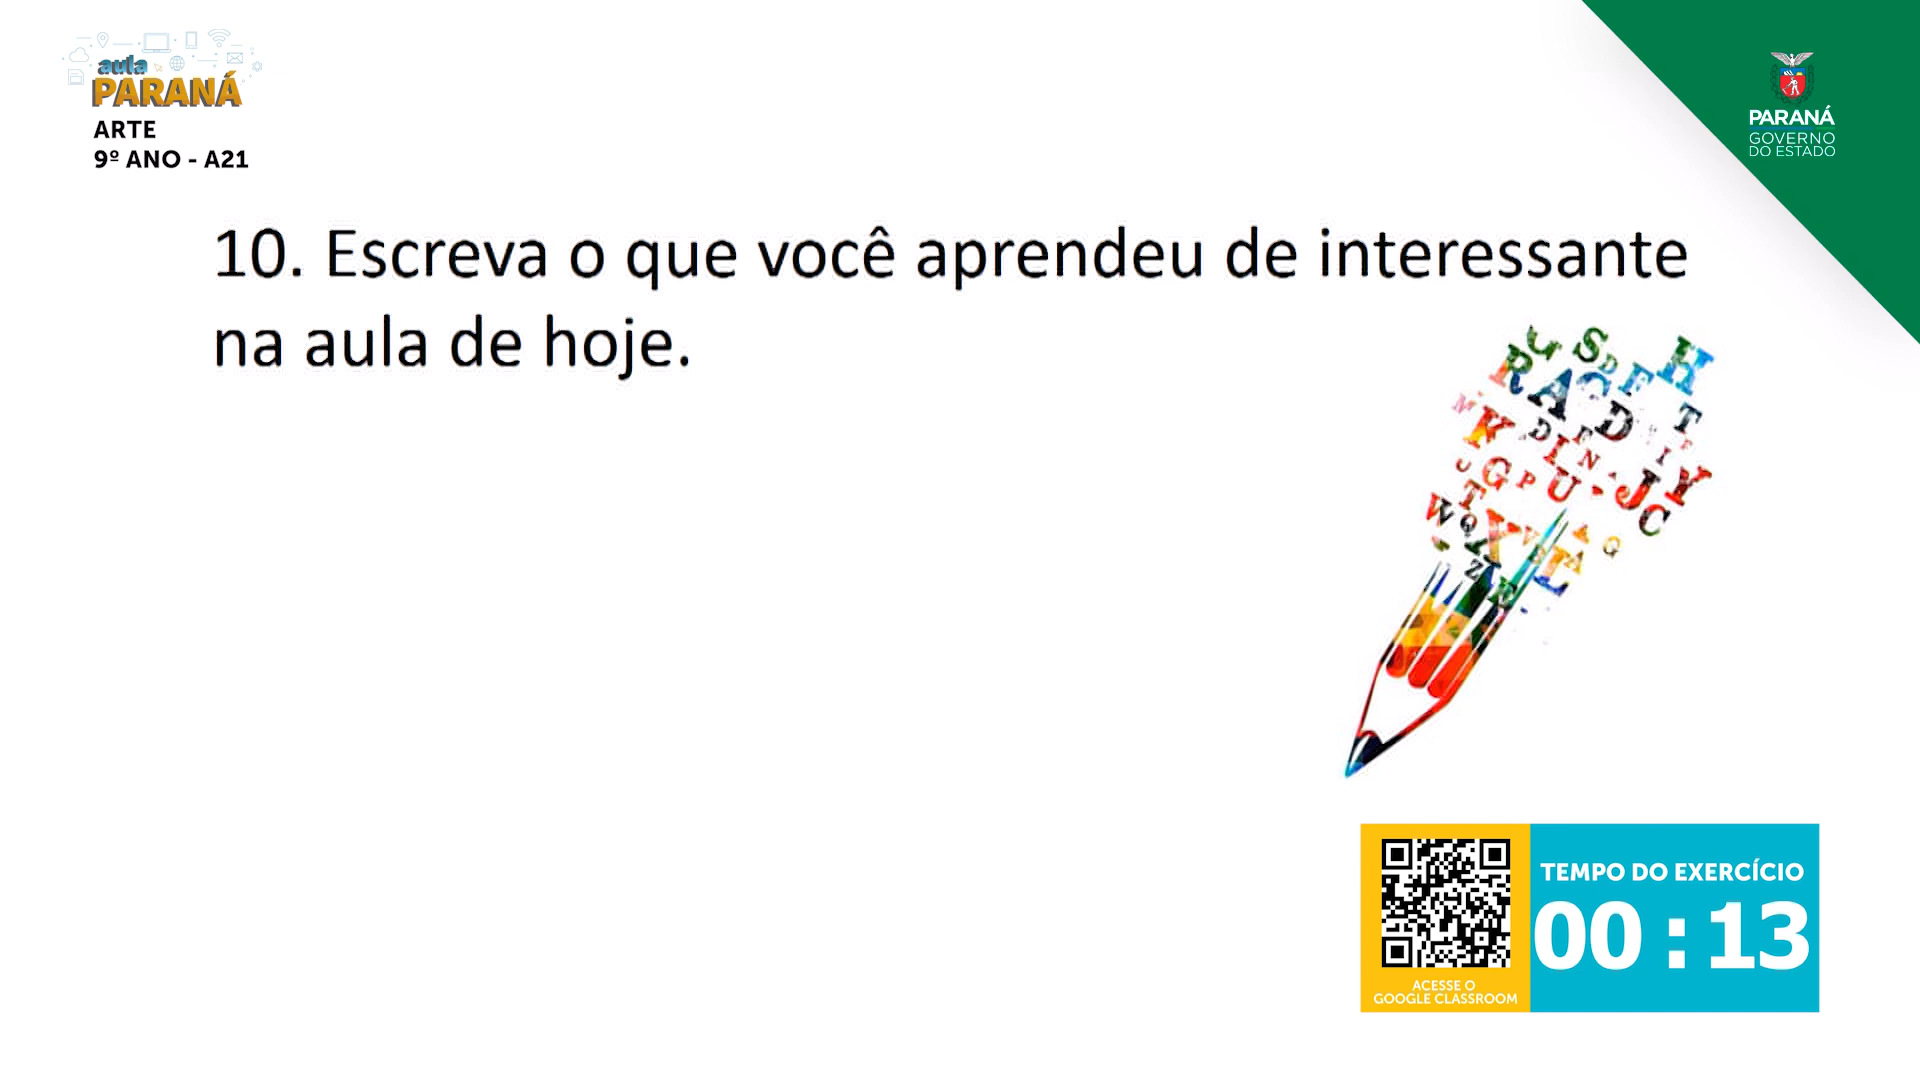 aula
PARANÁ
ARTE
9º ANO - A21
PARANÁ
GOVERNO
DO ESTADO
10. Escreva o que você aprendeu de interessante
na aula de hoje.
TEMPO DO EXERCÍCIO
00 : 13
ACESSE O
GOOGLE CLASSROOM